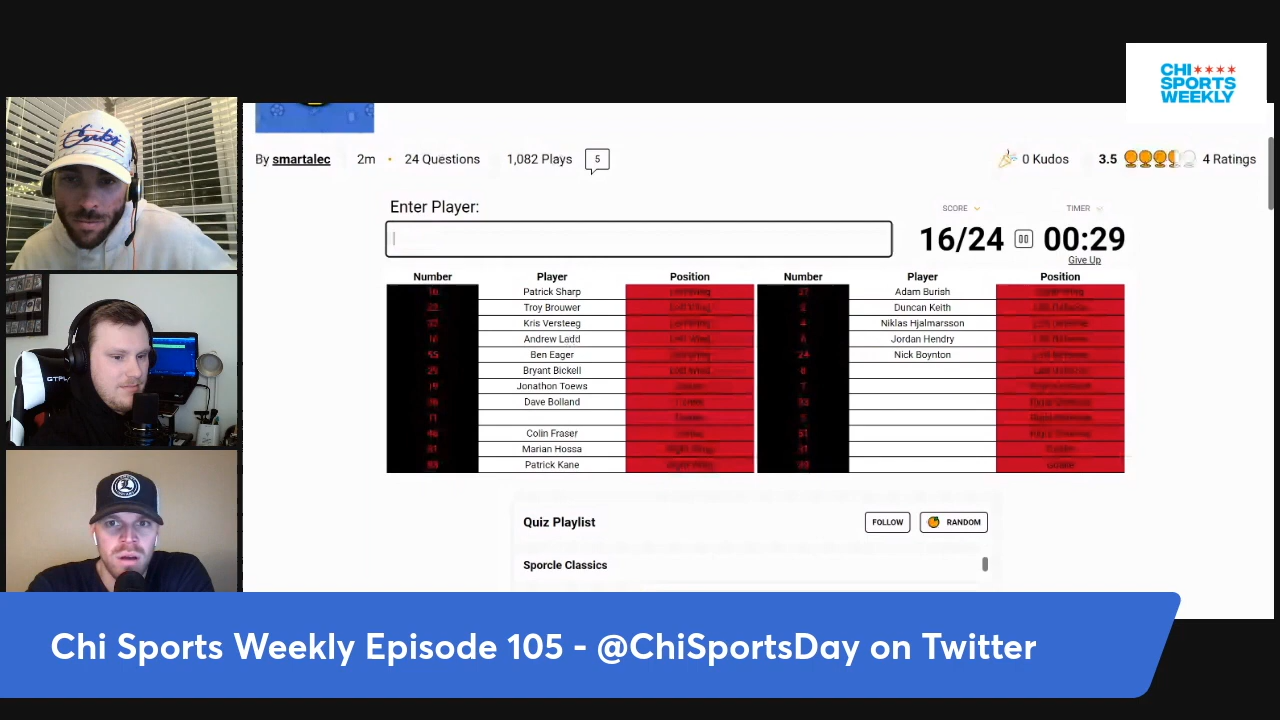 CHI
SPORTS
WEEKLY
Cubs
By smartalec 2m • 24 Questions 1,082 Plays 5 0 Kudos 3.5 4 Ratings
Enter Player:
SCORE TIMER
16/24 00:29
Give Up
Number Player Position Number Player Position
Patrick Sharp Adam Burish
Troy Brouwer Duncan Keith
Kris Versteeg Niklas Hjalmarsson
Andrew Ladd Jordan Hendry
55 Ben Eager 24 Nick Boynton
Bryant Bickell
Jonathon Toews
Dave Bolland
Colin Fraser
Marian Hossa
Patrick Kane
Quiz Playlist FOLLOW RANDOM
Sporcle Classics
Chi Sports Weekly Episode 105 - @ChiSportsDay on Twitter